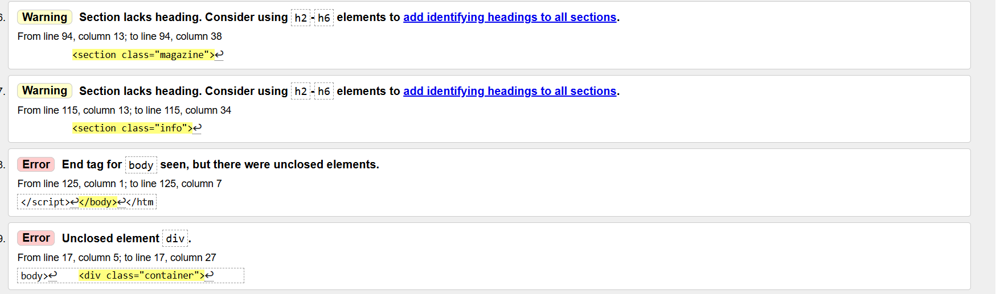 6. Warning Section lacks heading. Consider using h2-h6 elements to add identifying headings to all sections.
From line 94, column 13; to line 94, column 38
<section class="magazine">↩
7. Warning Section lacks heading. Consider using h2-h6 elements to add identifying headings to all sections.
From line 115, column 13; to line 115, column 34
<section class="info">↩
8. Error End tag for body seen, but there were unclosed elements.
From line 125, column 1; to line 125, column 7
</script>↩</body>↩</htm
9. Error Unclosed element div.
From line 17, column 5; to line 17, column 27
body>↩ <div class="container">↩